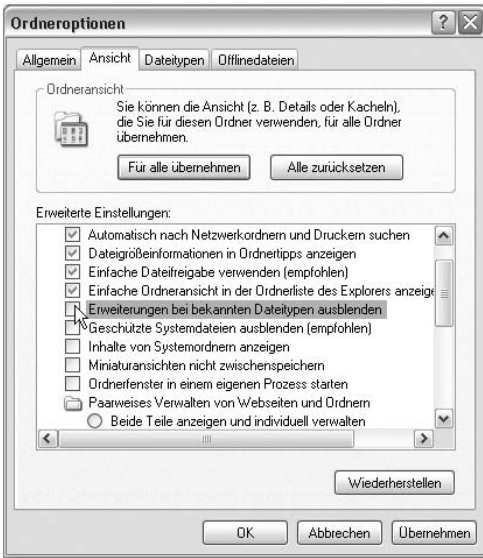 Ordneroptionen
Allgemein Ansicht Dateitypen Offlinedateien
Ordneransicht
Sie können die Ansicht (z. B. Details oder Kacheln),
die Sie für diesen Ordner verwenden, für alle Ordner
übernehmen.
Für alle übernehmen Alle zurücksetzen
Erweiterte Einstellungen:
Automatisch nach Netzwerkordnern und Druckern suchen
Dateigrößeinformationen in Ordnertipps anzeigen
Einfache Dateifreigabe verwenden (empfohlen)
Einfache Ordneransicht in der Ordnerliste des Explorers anzeige
Erweiterungen bei bekannten Dateitypen ausblenden
Geschützte Systemdateien ausblenden (empfohlen)
Inhalte von Systemordnern anzeigen
Miniaturansichten nicht zwischenspeichern
Ordnerfenster in einem eigenen Prozess starten
Paarweises Verwalten von Webseiten und Ordnern
Beide Teile anzeigen und individuell verwalten
Wiederherstellen
OK Abbrechen Übernehmen